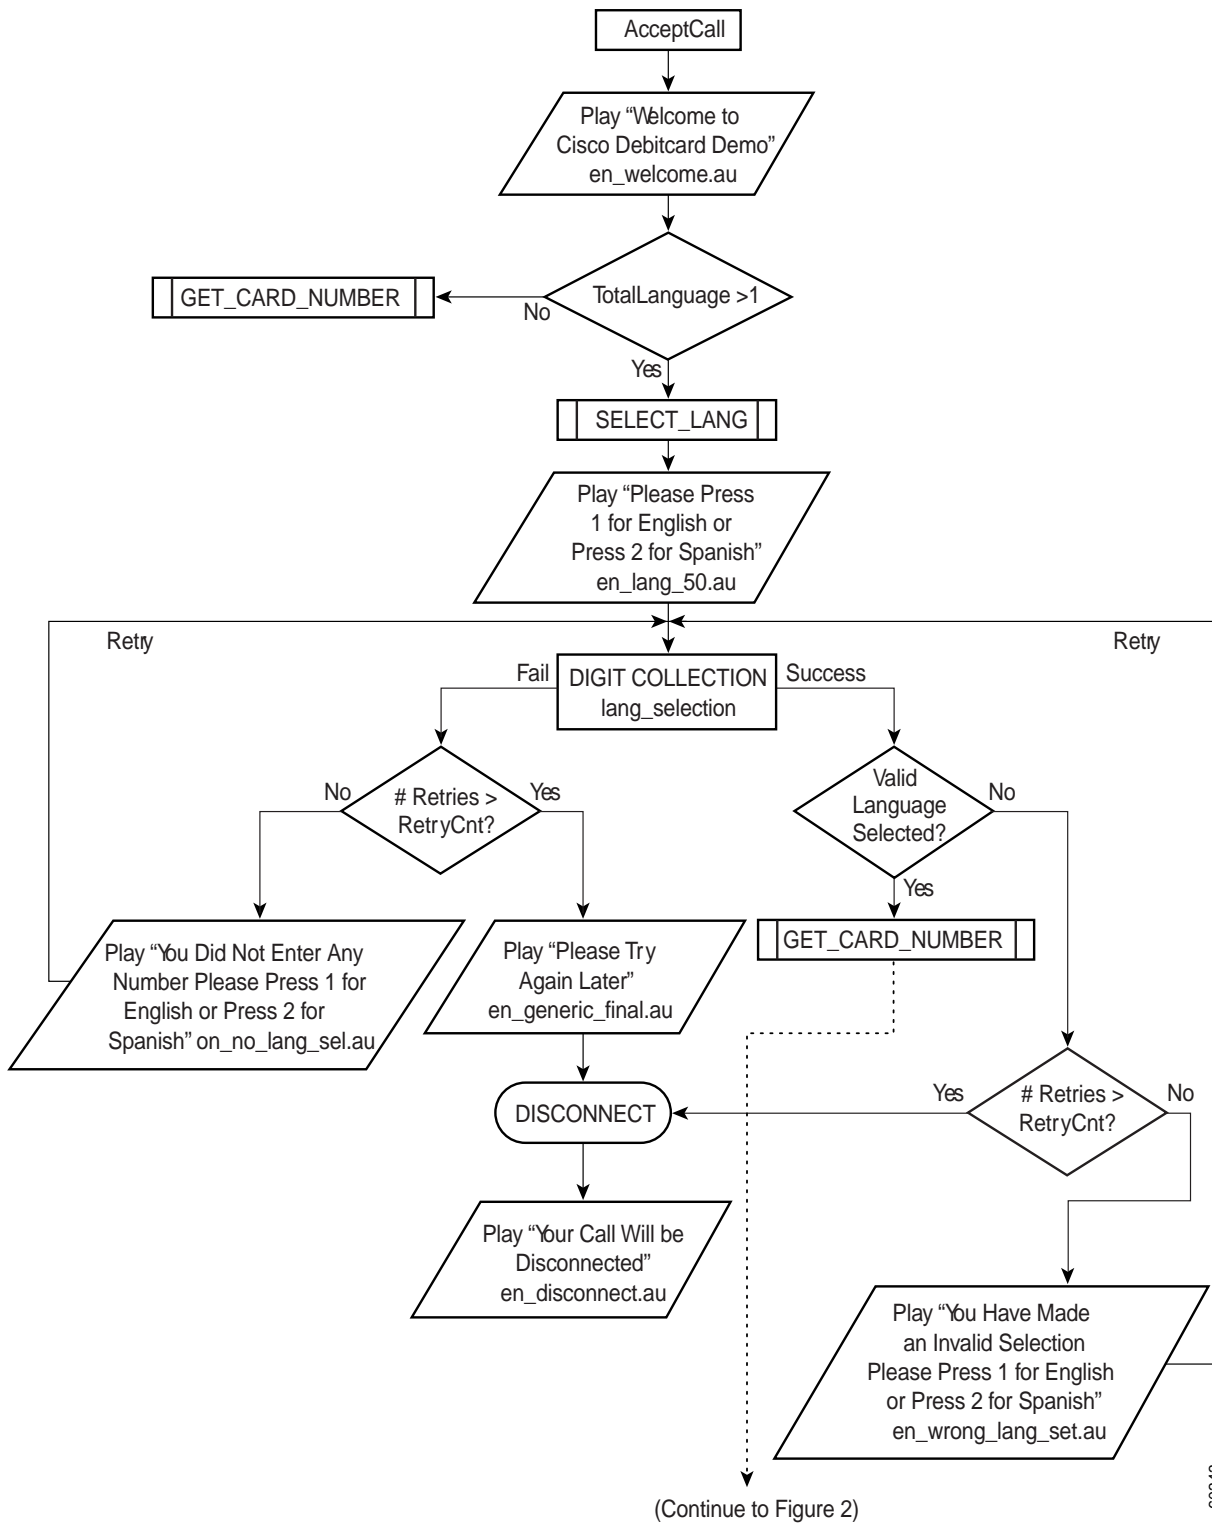 AcceptCall
Play “Welcome to
Cisco Debitcard Demo”
en_welcome.au
TotalLanguage >1
No
GET_CARD_NUMBER
Yes
SELECT_LANG
Play “Please Press
1 for English or
Press 2 for Spanish”
en_lang_50.au
Retry
Retry
Fail
DIGIT COLLECTION
lang_selection
Success
No
# Retries >
RetryCnt?
Yes
Valid
Language
Selected?
No
Yes
Play “You Did Not Enter Any
Number Please Press 1 for
English or Press 2 for
Spanish” on_no_lang_sel.au
Play “Please Try
Again Later”
en_generic_final.au
GET_CARD_NUMBER
DISCONNECT
Yes
# Retries >
RetryCnt?
No
Play “Your Call Will be
Disconnected”
en_disconnect.au
Play “You Have Made
an Invalid Selection
Please Press 1 for English
or Press 2 for Spanish”
en_wrong_lang_set.au
(Continue to Figure 2)